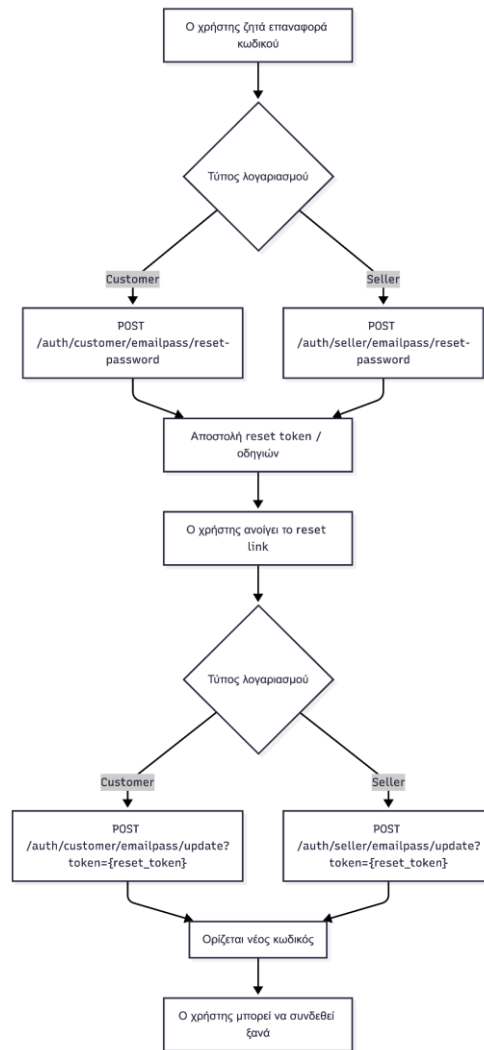 Ο χρήστης ζητά επαναφορά
κωδικού
Τύπος λογαριασμού
Customer
Seller
POST
/auth/customer/emailpass/reset-
password
POST
/auth/seller/emailpass/reset-
password
Αποστολή reset token /
οδηγιών
Ο χρήστης ανοίγει το reset
link
Τύπος λογαριασμού
Customer
Seller
POST
/auth/customer/emailpass/update?
token={reset_token}
POST
/auth/seller/emailpass/update?
token={reset_token}
Ορίζεται νέος κωδικός
Ο χρήστης μπορεί να συνδεθεί
ξανά